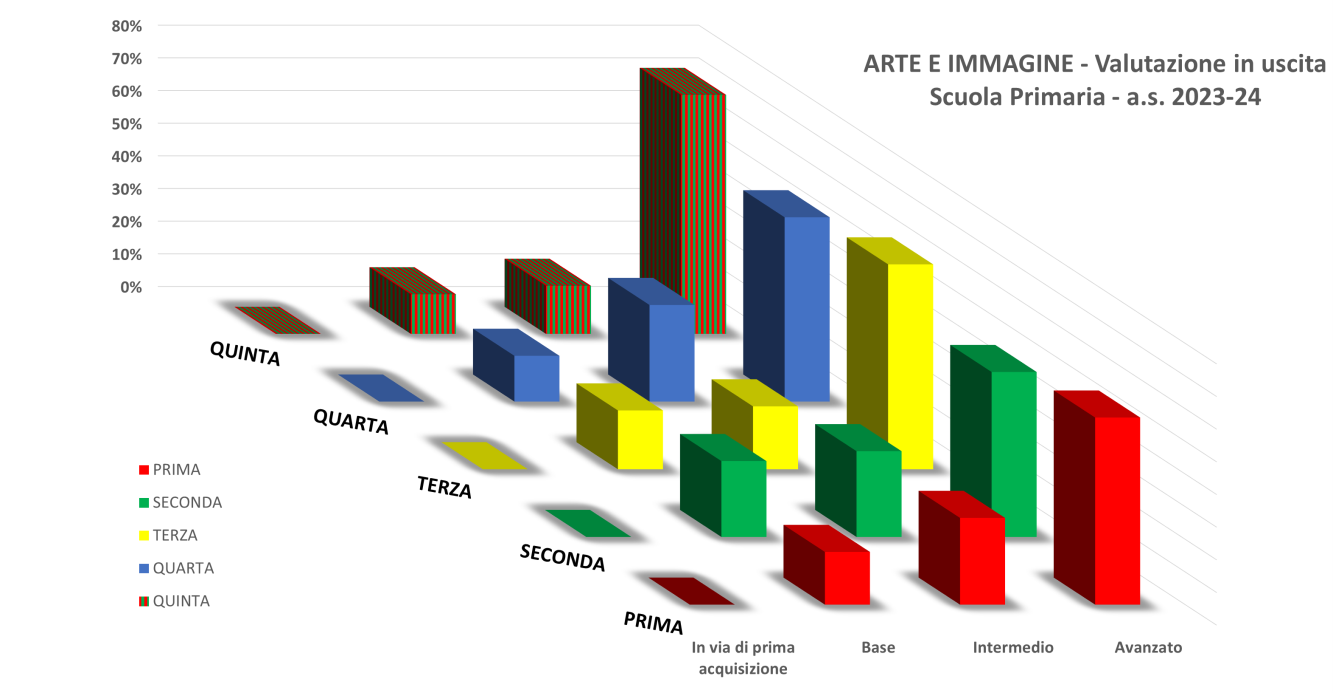 ARTE E IMMAGINE - Valutazione in uscita
Scuola Primaria - a.s. 2023-24
80%
70%
60%
50%
40%
30%
20%
10%
0%
QUINTA
QUARTA
TERZA
SECONDA
PRIMA
PRIMA
SECONDA
TERZA
QUARTA
QUINTA
In via di prima
acquisizione
Base
Intermedio
Avanzato